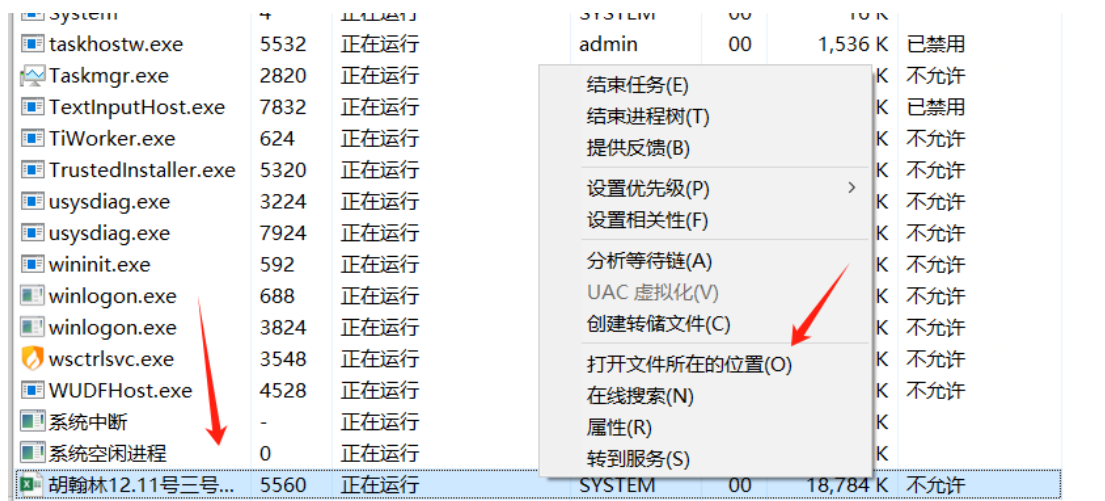 System 4 正在运行 SYSTEM 00 16 K
taskhostw.exe 5532 正在运行 admin 00 1,536 K 已禁用
Taskmgr.exe 2820 正在运行 K 不允许
TextInputHost.exe 7832 正在运行 K 已禁用
TiWorker.exe 624 正在运行 K 不允许
TrustedInstaller.exe 5320 正在运行 K 不允许
usysdiag.exe 3224 正在运行 K 不允许
usysdiag.exe 7924 正在运行 K 不允许
wininit.exe 592 正在运行 K 不允许
winlogon.exe 688 正在运行 K 不允许
winlogon.exe 3824 正在运行 K 不允许
wsctrlsvc.exe 3548 正在运行 K 不允许
WUDFHost.exe 4528 正在运行 K 不允许
系统中断 - 正在运行 K
系统空闲进程 0 正在运行 K
胡翰林12.11号三号... 5560 正在运行 SYSTEM 00 18,784 K 不允许
结束任务(E)
结束进程树(T)
提供反馈(B)
设置优先级(P)
设置相关性(F)
分析等待链(A)
UAC 虚拟化(V)
创建转储文件(C)
打开文件所在的位置(O)
在线搜索(N)
属性(R)
转到服务(S)